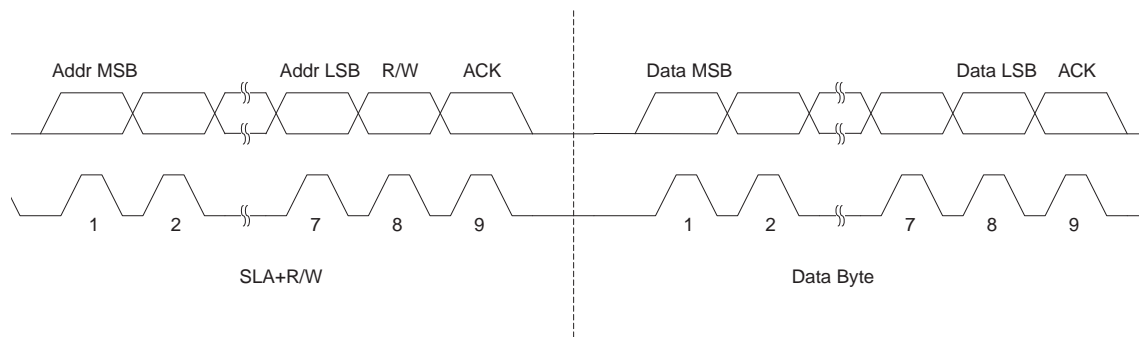 Addr MSB Addr LSB R/W ACK Data MSB Data LSB ACK
1 2 7 8 9 1 2 7 8 9
SLA+R/W Data Byte